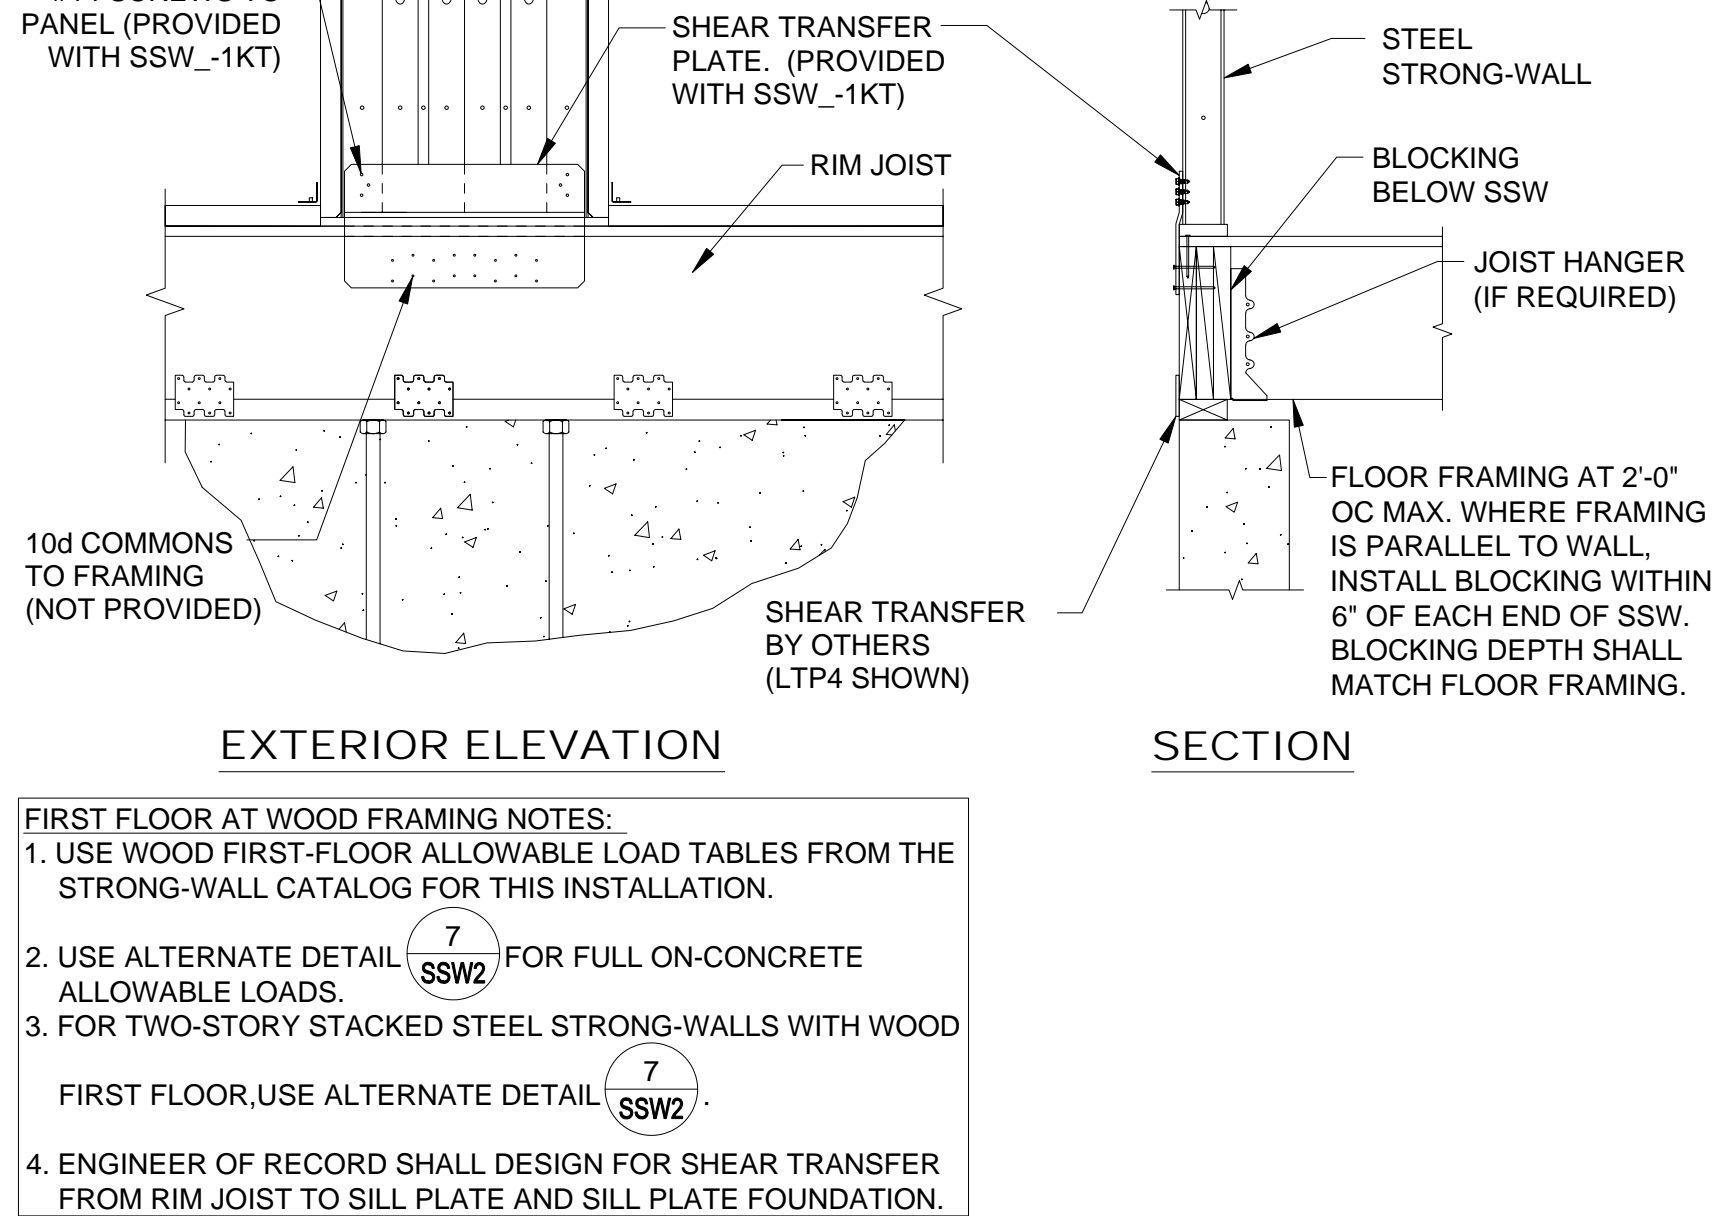 PANEL (PROVIDED
WITH SSW_-1KT)
SHEAR TRANSFER
PLATE. (PROVIDED
WITH SSW_-1KT)
RIM JOIST
STEEL
STRONG-WALL
BLOCKING
BELOW SSW
JOIST HANGER
(IF REQUIRED)
FLOOR FRAMING AT 2'-0"
OC MAX. WHERE FRAMING
IS PARALLEL TO WALL,
INSTALL BLOCKING WITHIN
6" OF EACH END OF SSW.
BLOCKING DEPTH SHALL
MATCH FLOOR FRAMING.
10d COMMONS
TO FRAMING
(NOT PROVIDED)
SHEAR TRANSFER
BY OTHERS
(LTP4 SHOWN)
EXTERIOR ELEVATION
SECTION
FIRST FLOOR AT WOOD FRAMING NOTES:
1. USE WOOD FIRST-FLOOR ALLOWABLE LOAD TABLES FROM THE
STRONG-WALL CATALOG FOR THIS INSTALLATION.
2. USE ALTERNATE DETAIL 7 SSW2 FOR FULL ON-CONCRETE
ALLOWABLE LOADS.
3. FOR TWO-STORY STACKED STEEL STRONG-WALLS WITH WOOD
FIRST FLOOR,USE ALTERNATE DETAIL 7 SSW2 .
4. ENGINEER OF RECORD SHALL DESIGN FOR SHEAR TRANSFER
FROM RIM JOIST TO SILL PLATE AND SILL PLATE FOUNDATION.